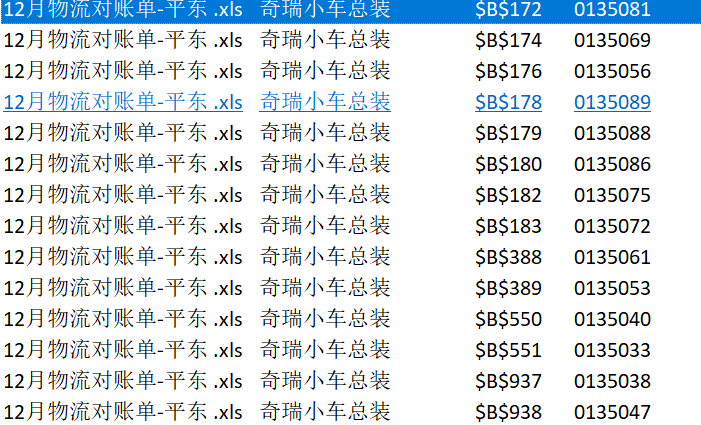 12月物流对账单-平东 .xls 奇瑞小车总装 $B$172 0135081
12月物流对账单-平东 .xls 奇瑞小车总装 $B$174 0135069
12月物流对账单-平东 .xls 奇瑞小车总装 $B$176 0135056
12月物流对账单-平东 .xls 奇瑞小车总装 $B$178 0135089
12月物流对账单-平东 .xls 奇瑞小车总装 $B$179 0135088
12月物流对账单-平东 .xls 奇瑞小车总装 $B$180 0135086
12月物流对账单-平东 .xls 奇瑞小车总装 $B$182 0135075
12月物流对账单-平东 .xls 奇瑞小车总装 $B$183 0135072
12月物流对账单-平东 .xls 奇瑞小车总装 $B$388 0135061
12月物流对账单-平东 .xls 奇瑞小车总装 $B$389 0135053
12月物流对账单-平东 .xls 奇瑞小车总装 $B$550 0135040
12月物流对账单-平东 .xls 奇瑞小车总装 $B$551 0135033
12月物流对账单-平东 .xls 奇瑞小车总装 $B$937 0135038
12月物流对账单-平东 .xls 奇瑞小车总装 $B$938 0135047